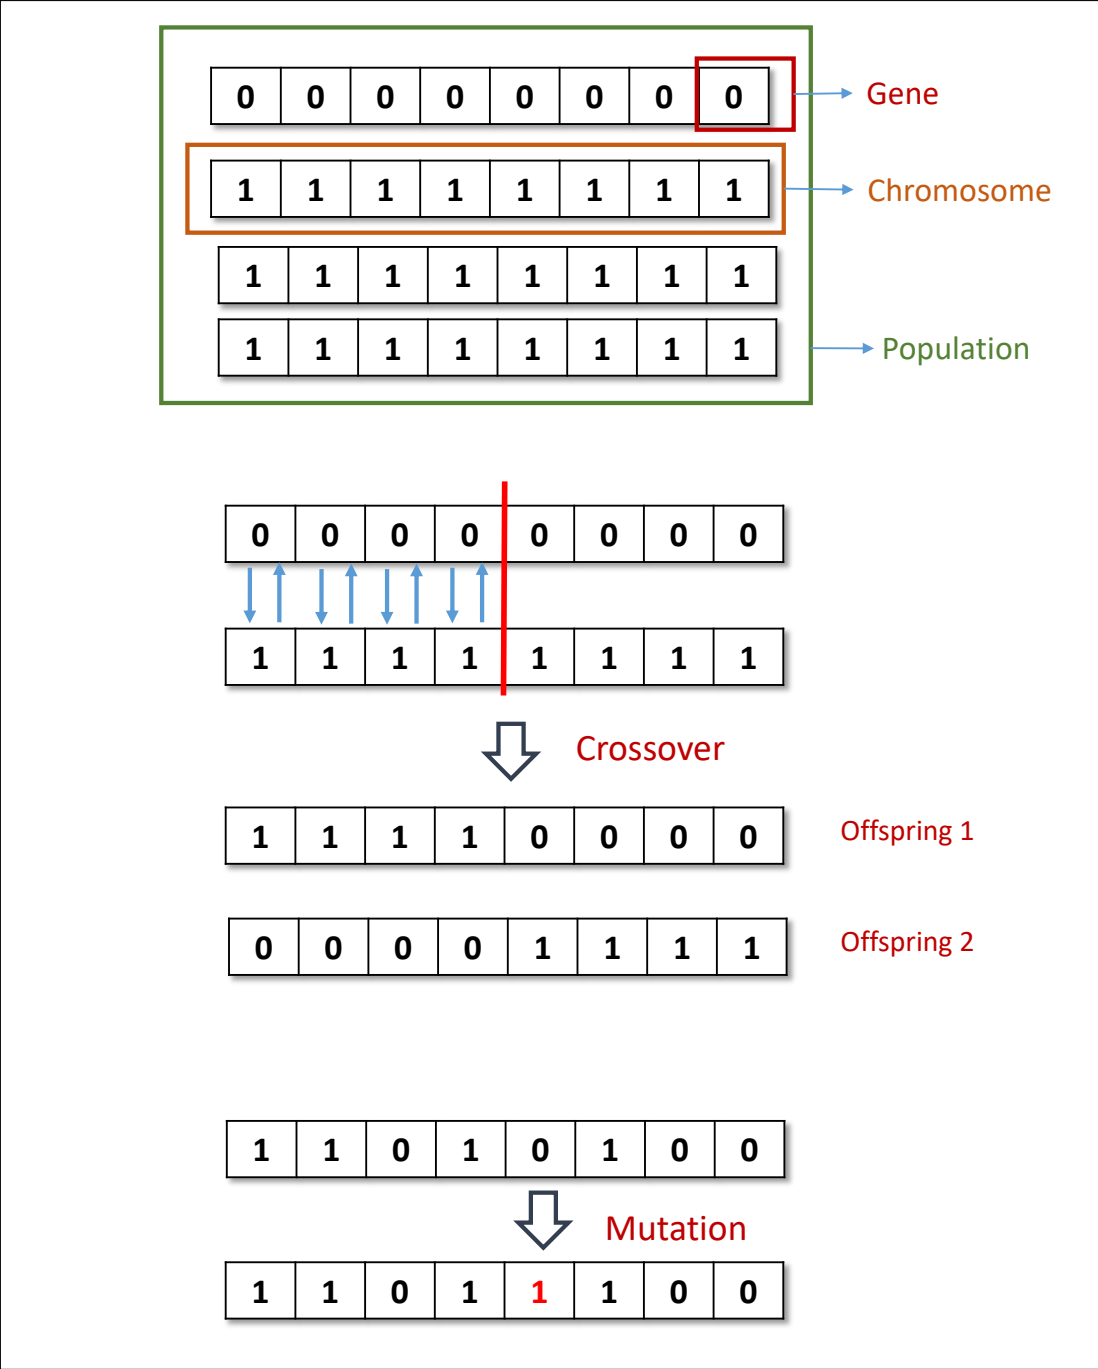 0 0 0 0 0 0 0 0 Gene
1 1 1 1 1 1 1 1 Chromosome
1 1 1 1 1 1 1 1
1 1 1 1 1 1 1 1 Population
0 0 0 0 0 0 0 0
1 1 1 1 1 1 1 1
Crossover
1 1 1 1 0 0 0 0 Offspring 1
0 0 0 0 1 1 1 1 Offspring 2
1 1 0 1 0 1 0 0
Mutation
1 1 0 1 1 1 0 0